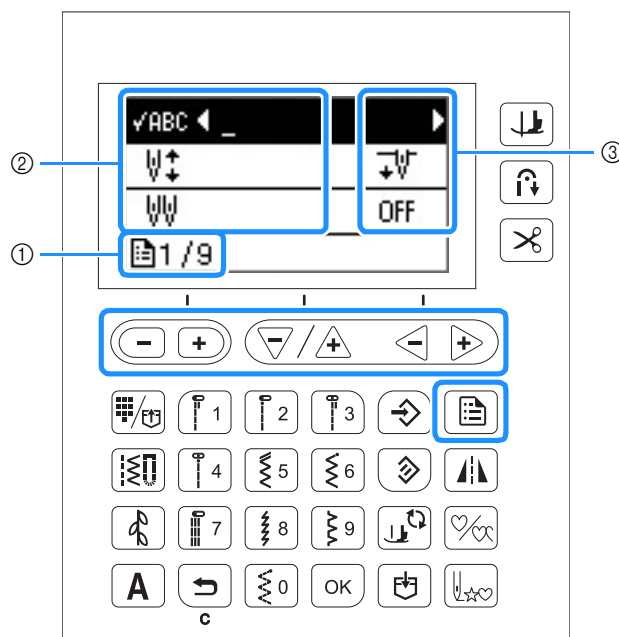 ✓ABC _
②
③
OFF
①
1/9
- + - / + - +
1 2 3
4 5 6
7 8 9
A 0 OK
C